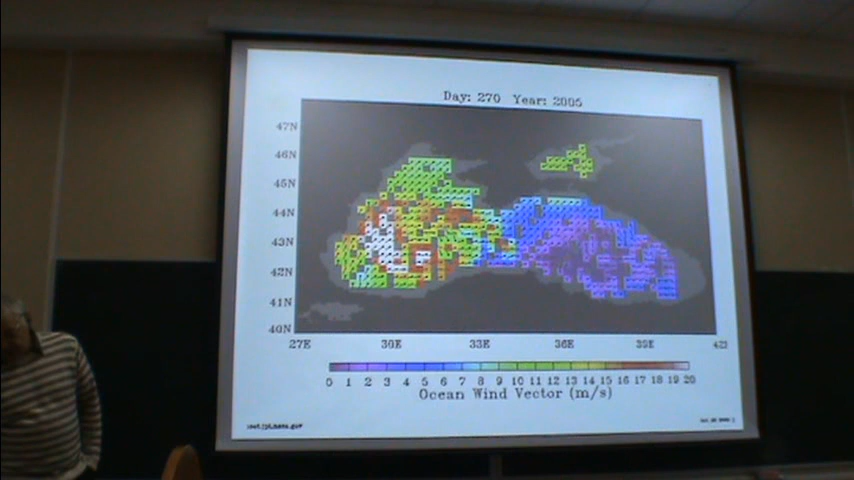 Day: 270 Year: 2005
47N
46N
45N
44N
43N
42N
41N
40N
27E 30E 33E 36E 39E 42E
0 1 2 3 4 5 6 7 8 9 10 11 12 13 14 15 16 17 18 19 20
Ocean Wind Vector (m/s)